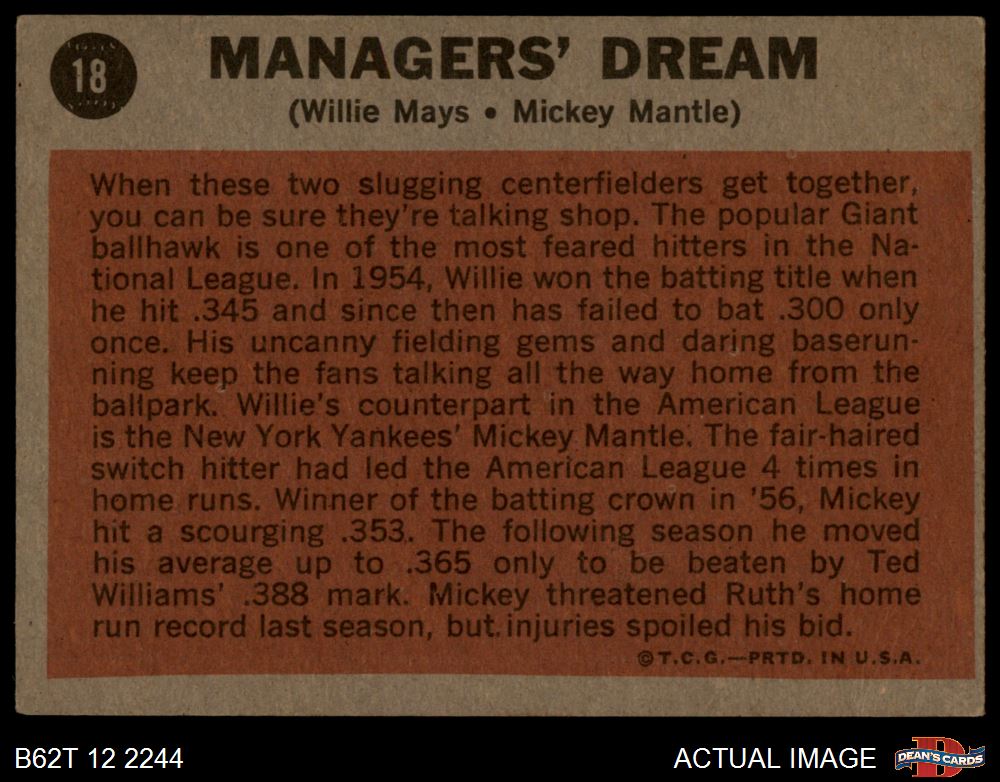 18
MANAGERS’ DREAM
(Willie Mays • Mickey Mantle)
When these two slugging centerfielders get together,
you can be sure they’re talking shop. The popular Giant
ballhawk is one of the most feared hitters in the Na-
tional League. In 1954, Willie won the batting title when
he hit .345 and since then has failed to bat .300 only
once. His uncanny fielding gems and daring baserun-
ning keep the fans talking all the way home from the
ballpark. Willie’s counterpart in the American League
is the New York Yankees’ Mickey Mantle. The fair-haired
switch hitter had led the American League 4 times in
home runs. Winner of the batting crown in ’56, Mickey
hit a scourging .353. The following season he moved
his average up to .365 only to be beaten by Ted
Williams’ .388 mark. Mickey threatened Ruth’s home
run record last season, but injuries spoiled his bid.
©T.C.G.—PRTD. IN U.S.A.
B62T 12 2244
ACTUAL IMAGE
D
DEAN'S CARDS